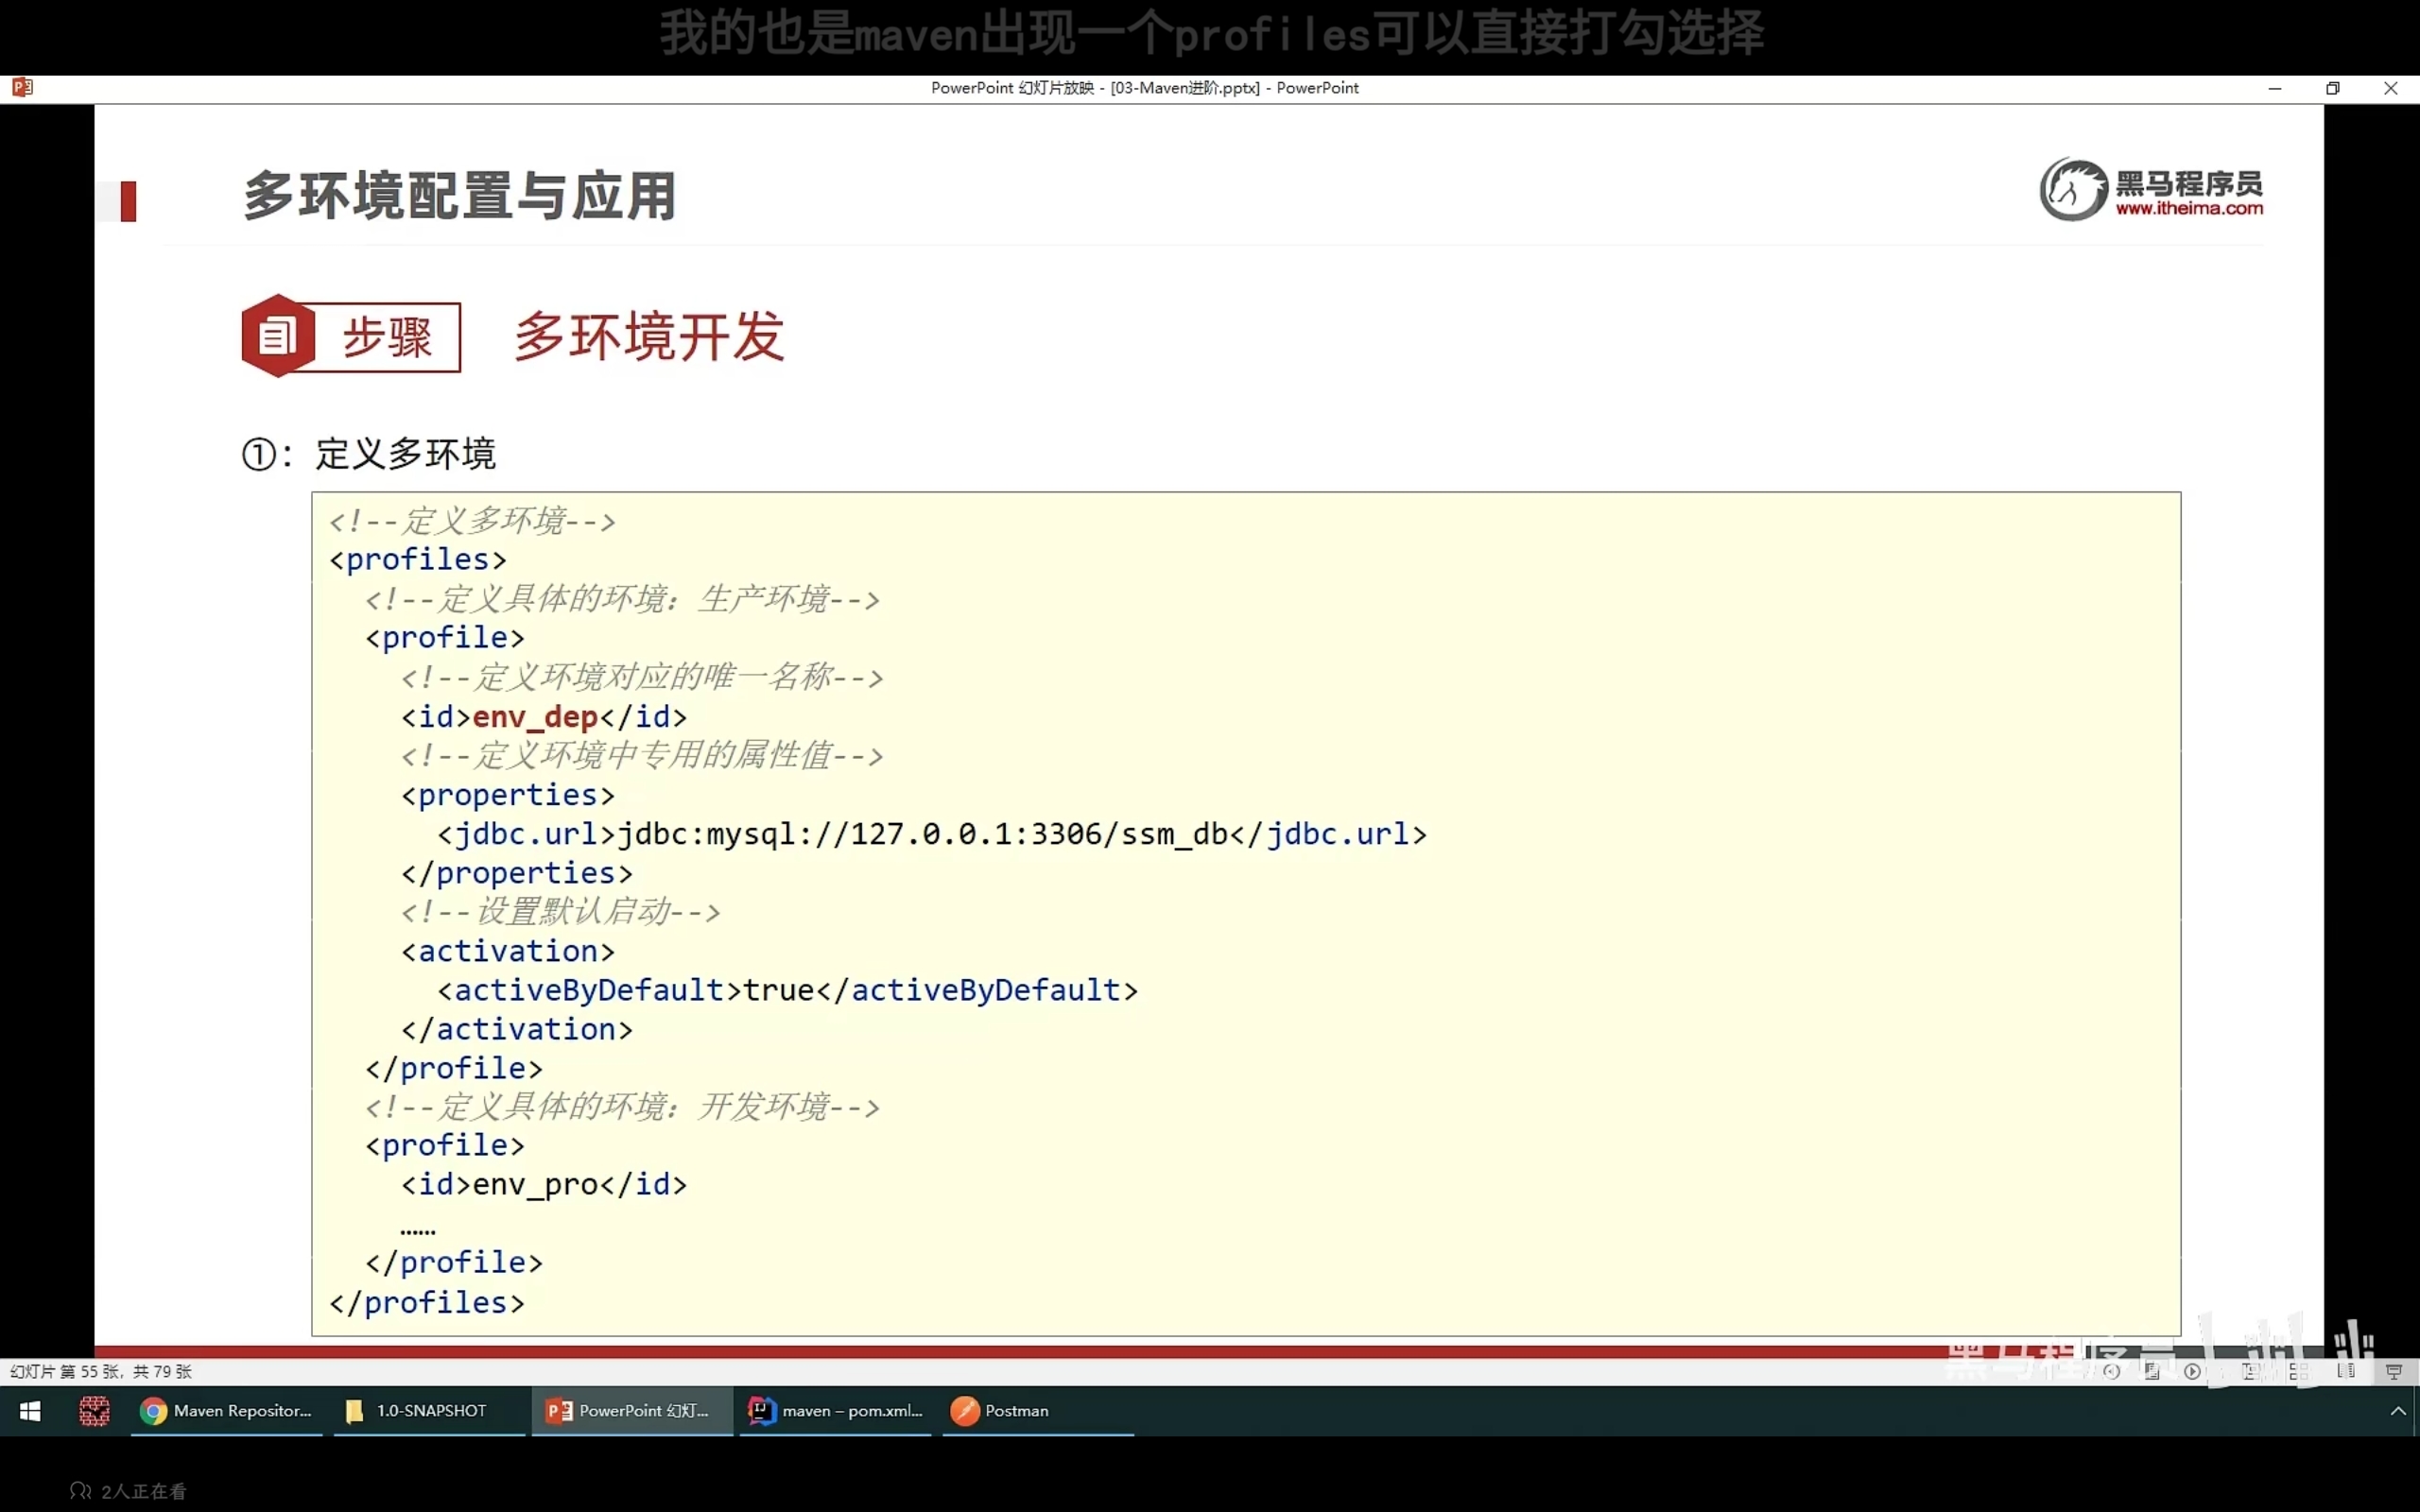 我的也是maven出现一个profiles可以直接打勾选择
PowerPoint 幻灯片放映 - [03-Maven进阶.pptx] - PowerPoint
多环境配置与应用
黑马程序员
www.itheima.com
步骤
多环境开发
①：定义多环境
<!--定义多环境-->
<profiles>
<!--定义具体的环境：生产环境-->
<profile>
<!--定义环境对应的唯一名称-->
<id>env_dep</id>
<!--定义环境中专用的属性值-->
<properties>
<jdbc.url>jdbc:mysql://127.0.0.1:3306/ssm_db</jdbc.url>
</properties>
<!--设置默认启动-->
<activation>
<activeByDefault>true</activeByDefault>
</activation>
</profile>
<!--定义具体的环境：开发环境-->
<profile>
<id>env_pro</id>
……
</profile>
</profiles>
黑马程序员
幻灯片 第 55 张，共 79 张
Maven Repositor...
1.0-SNAPSHOT
PowerPoint 幻灯...
maven – pom.xml...
Postman
2人正在看